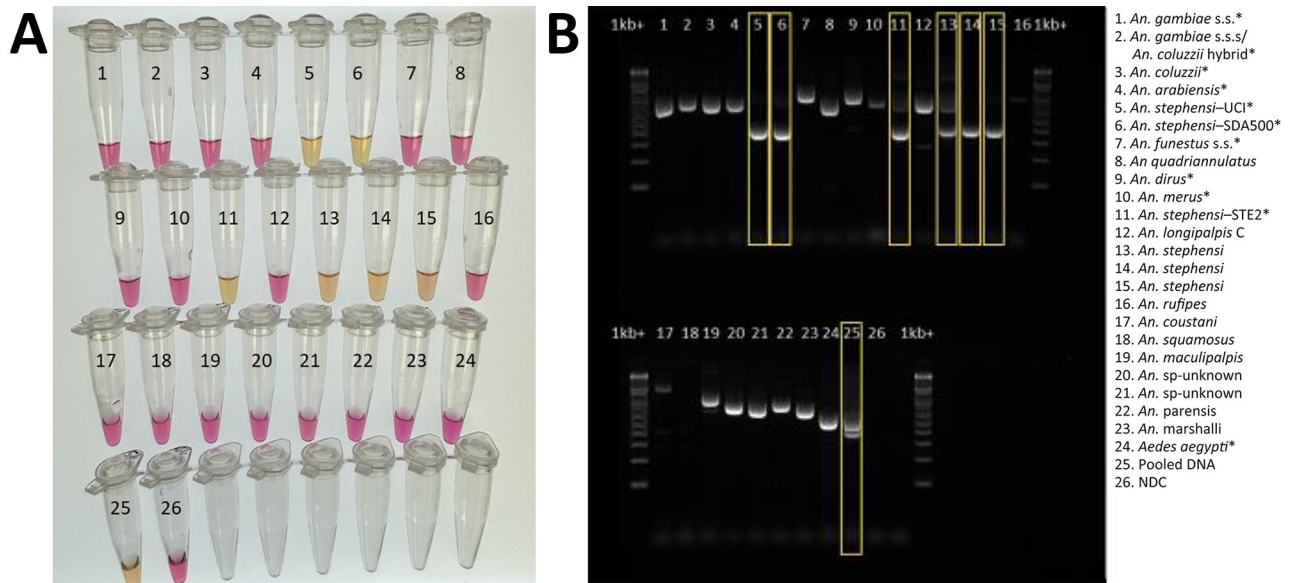 A
1 2 3 4 5 6 7 8
9 10 11 12 13 14 15 16
17 18 19 20 21 22 23 24
25 26
B
1kb+ 1 2 3 4 5 6 7 8 9 10 11 12 13 14 15 16 1kb+
1kb+ 17 18 19 20 21 22 23 24 25 26 1kb+
1. An. gambiae s.s.*
2. An. gambiae s.s.s/
An. coluzzii hybrid*
3. An. coluzzii*
4. An. arabiensis*
5. An. stephensi–UCI*
6. An. stephensi–SDA500*
7. An. funestus s.s.*
8. An quadriannulatus
9. An. dirus*
10. An. merus*
11. An. stephensi–STE2*
12. An. longipalpis C
13. An. stephensi
14. An. stephensi
15. An. stephensi
16. An. rufipes
17. An. coustani
18. An. squamosus
19. An. maculipalpis
20. An. sp-unknown
21. An. sp-unknown
22. An. parensis
23. An. marshalli
24. Aedes aegypti*
25. Pooled DNA
26. NDC